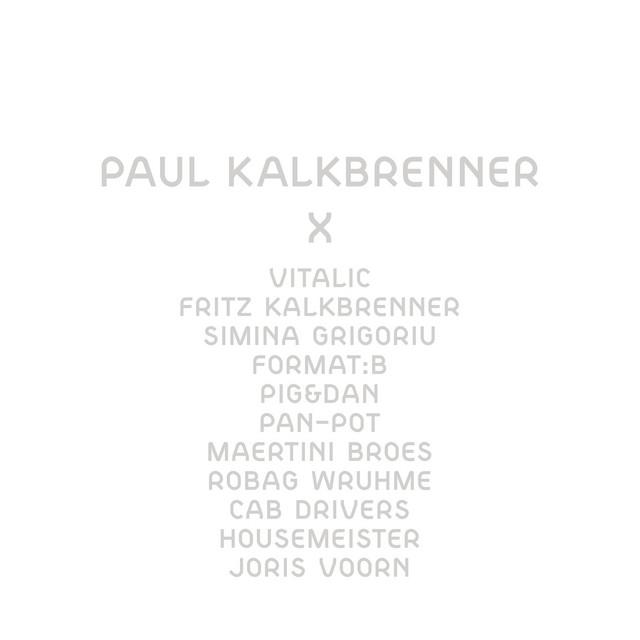 PAUL KALKBRENNER
X
VITALIC
FRITZ KALKBRENNER
SIMINA GRIGORIU
FORMAT:B
PIG&DAN
PAN-POT
MAERTINI BROES
ROBAG WRUHME
CAB DRIVERS
HOUSEMEISTER
JORIS VOORN